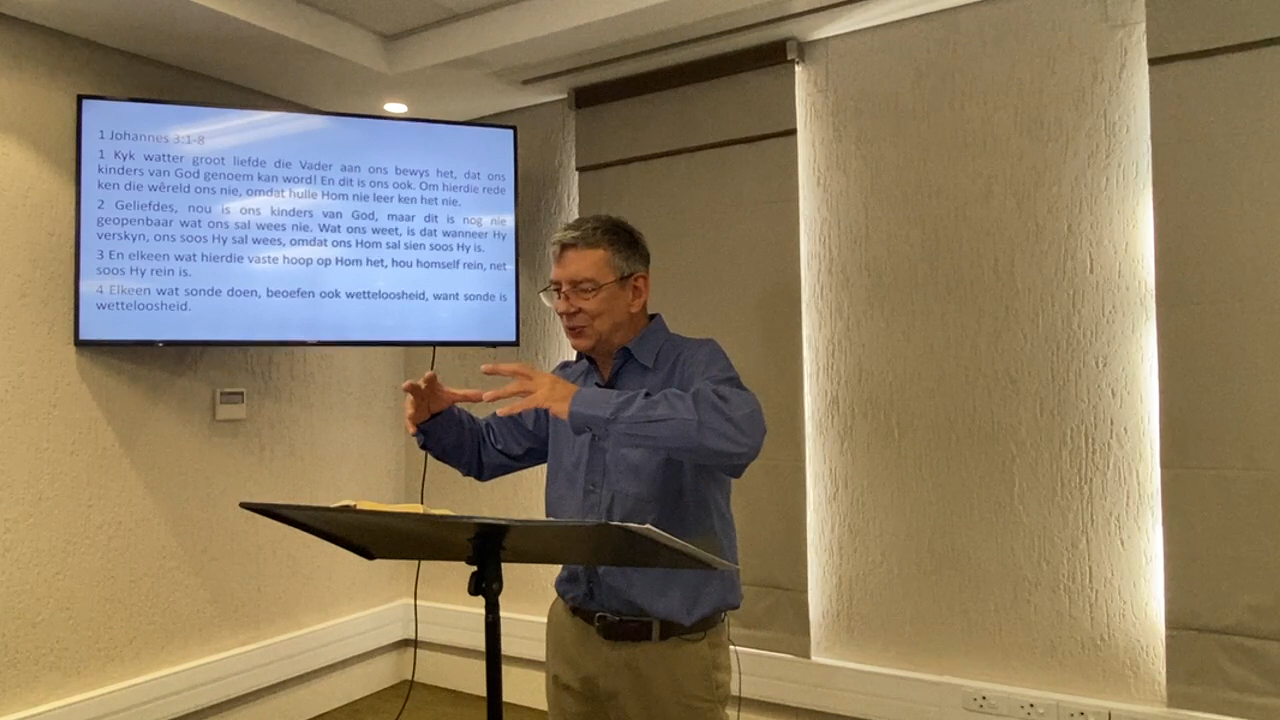 1 Johannes 3:1-8
1 Kyk watter groot liefde die Vader aan ons bewys het, dat ons
kinders van God genoem kan word! En dit is ons ook. Om hierdie rede
ken die wêreld ons nie, omdat hulle Hom nie leer ken het nie.
2 Geliefdes, nou is ons kinders van God, maar dit is nog nie
geopenbaar wat ons sal wees nie. Wat ons weet, is dat wanneer Hy
verskyn, ons soos Hy sal wees, omdat ons Hom sal sien soos Hy is.
3 En elkeen wat hierdie vaste hoop op Hom het, hou homself rein, net
soos Hy rein is.
4 Elkeen wat sonde doen, beoefen ook wetteloosheid, want sonde is
wetteloosheid.